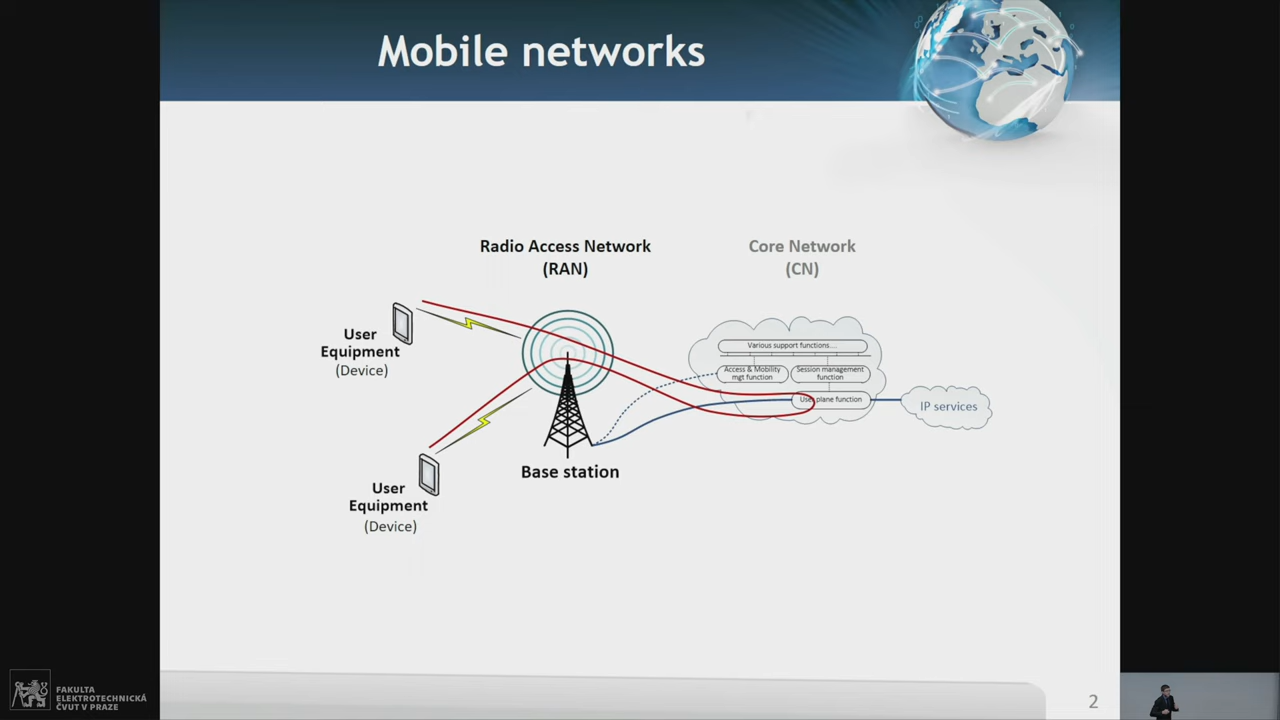 Mobile networks
Radio Access Network
(RAN)
Core Network
(CN)
User
Equipment
(Device)
Various support functions...
Access & Mobility
mgt function
Session management
function
User plane function
IP services
Base station
User
Equipment
(Device)
2
FAKULTA
ELEKTROTECHNICKÁ
ČVUT V PRAZE